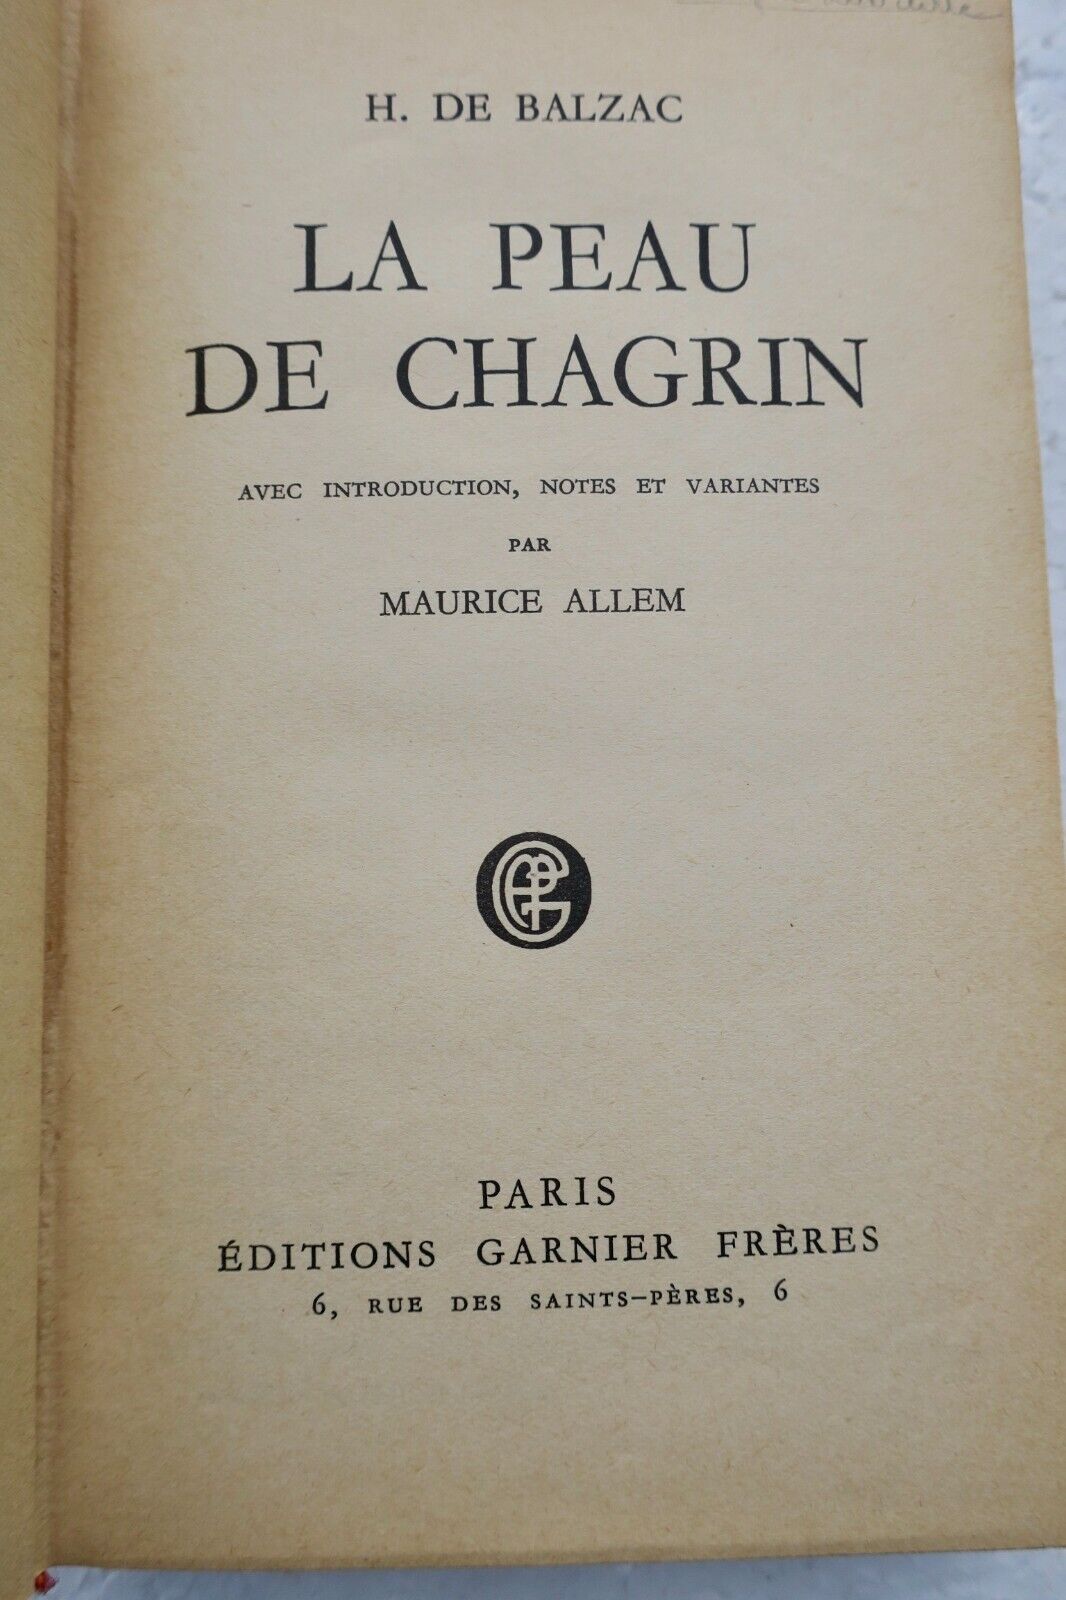 H. DE BALZAC
LA PEAU
DE CHAGRIN
AVEC INTRODUCTION, NOTES ET VARIANTES
PAR
MAURICE ALLEM
PARIS
ÉDITIONS GARNIER FRÈRES
6, RUE DES SAINTS–PÈRES, 6